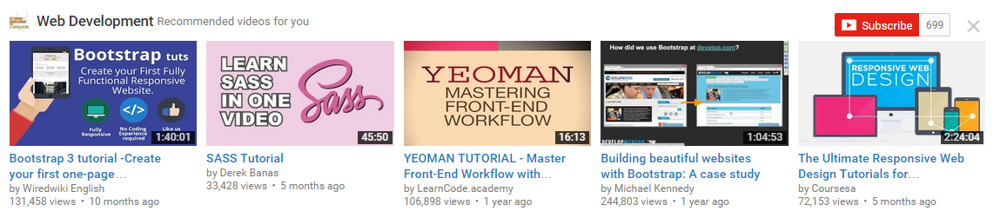 Web Development Recommended videos for you
Subscribe 699
Bootstrap tuts
Create your First Fully
Functional Responsive
Website.
Fully
Responsive
No Coding
Experience
required
Like us
1:40:01
Bootstrap 3 tutorial -Create
your first one-page...
by Wiredwiki English
131,458 views • 10 months ago
LEARN
SASS
IN ONE
VIDEO
Sass
45:50
SASS Tutorial
by Derek Banas
33,428 views • 5 months ago
YEOMAN
MASTERING
FRONT-END
WORKFLOW
16:13
YEOMAN TUTORIAL - Master
Front-End Workflow with...
by LearnCode.academy
106,898 views • 1 year ago
How did we use Bootstrap at develop.com?
DEVELOPMENTOR
1:04:53
Building beautiful websites
with Bootstrap: A case study
by Michael Kennedy
244,803 views • 1 year ago
RESPONSIVE WEB
DESIGN
2:24:04
The Ultimate Responsive Web
Design Tutorials for...
by Coursesa
72,153 views • 5 months ago